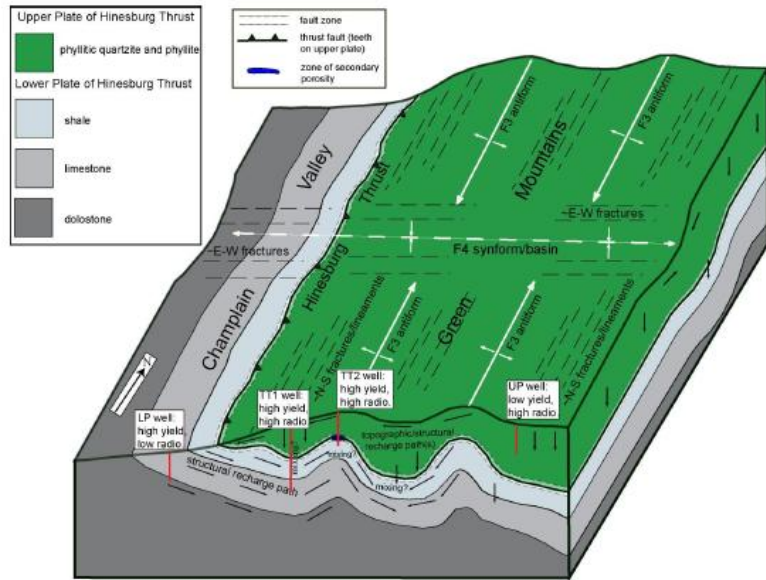 Upper Plate of Hinesburg Thrust
phyllitic quartzite and phyllite
Lower Plate of Hinesburg Thrust
shale
limestone
dolostone
fault zone
thrust fault (teeth
on upper plate)
zone of secondary
porosity
F3 antiform
F3 antiform
Mountains
Valley
Thrust
~E-W fractures
~E-W fractures
F4 synform/basin
Hinesburg
Champlain
~N-S fractures/lineaments
F3 antiform
Green
F3 antiform
~N-S fractures/lineaments
N
LP well:
high yield,
low radio.
TT1 well:
high yield,
high radio.
TT2 well:
high yield,
high radio.
UP well:
low yield,
high radio.
topographic/structural
recharge path(s)
mixing?
mixing?
structural recharge path